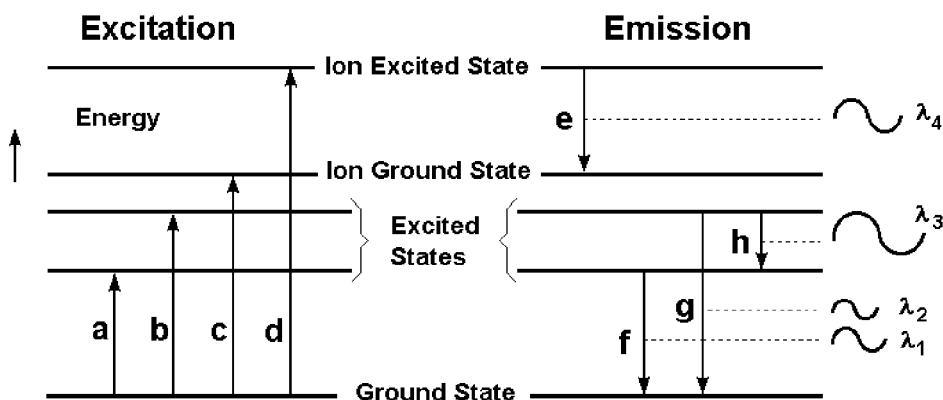 Excitation Emission
Ion Excited State
Energy
e
λ4
Ion Ground State
Excited
States
λ3
h
a b c d
f g
λ2
λ1
Ground State